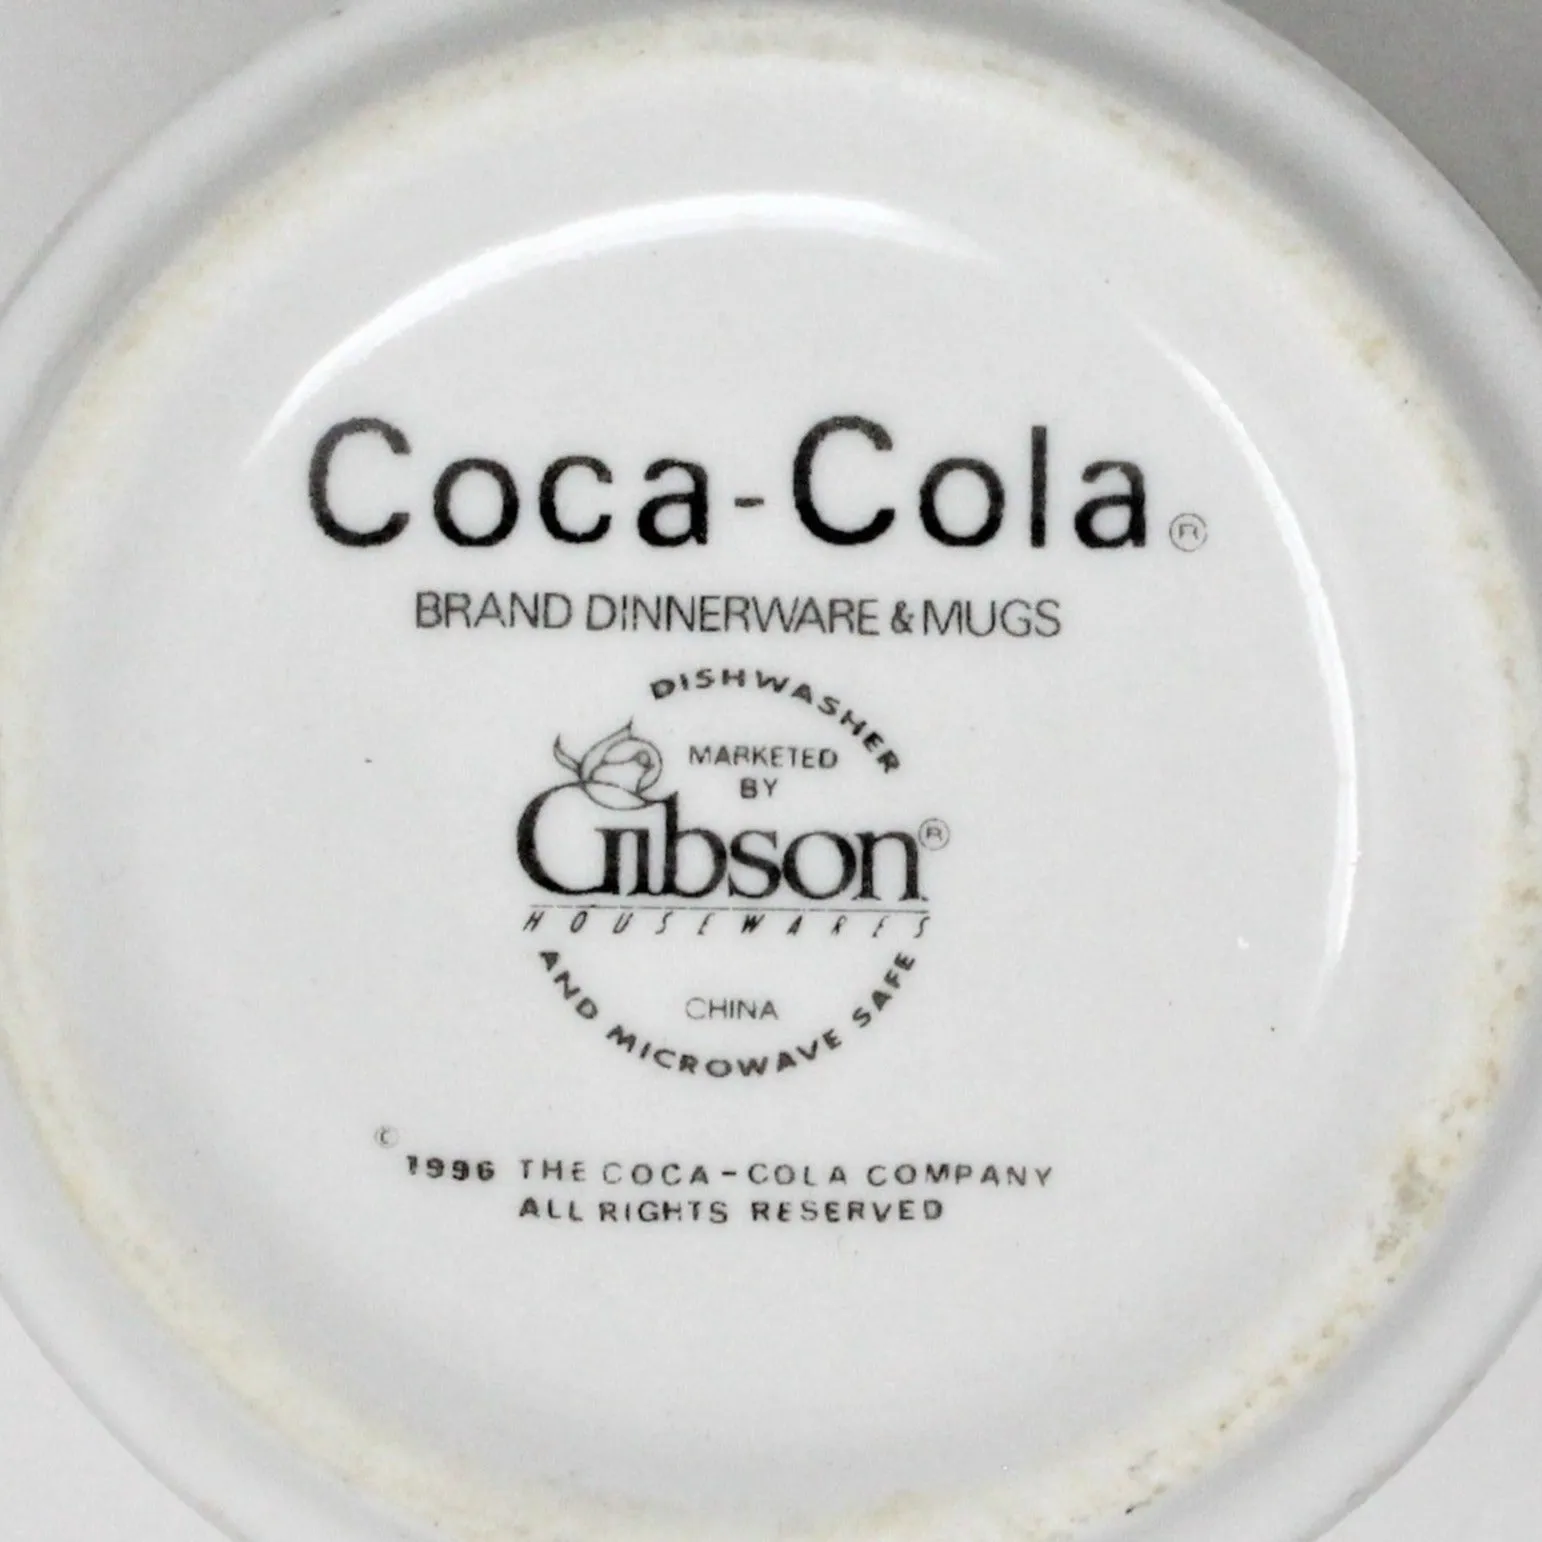 Coca-Cola®
BRAND DINNERWARE & MUGS
DISHWASHER
MARKETED
BY
Gibson®
HOUSEWARES
CHINA
AND MICROWAVE SAFE
© 1996 THE COCA-COLA COMPANY
ALL RIGHTS RESERVED